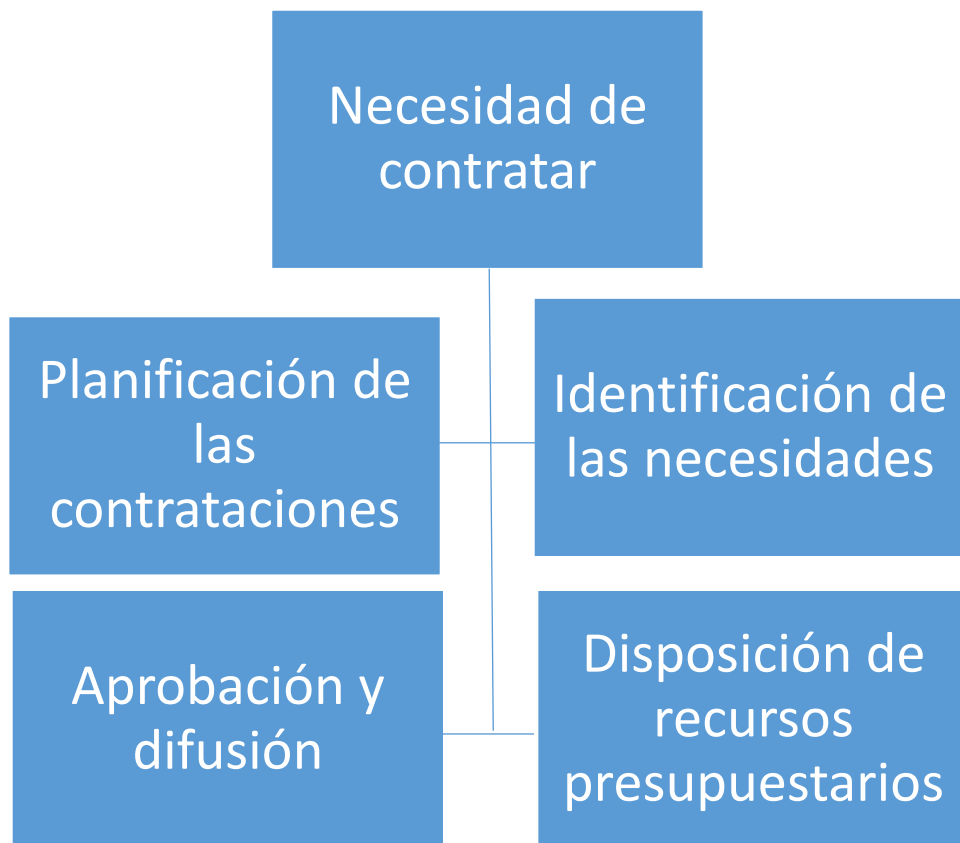 Necesidad de
contratar
Planificación de
las
contrataciones
Identificación de
las necesidades
Aprobación y
difusión
Disposición de
recursos
presupuestarios